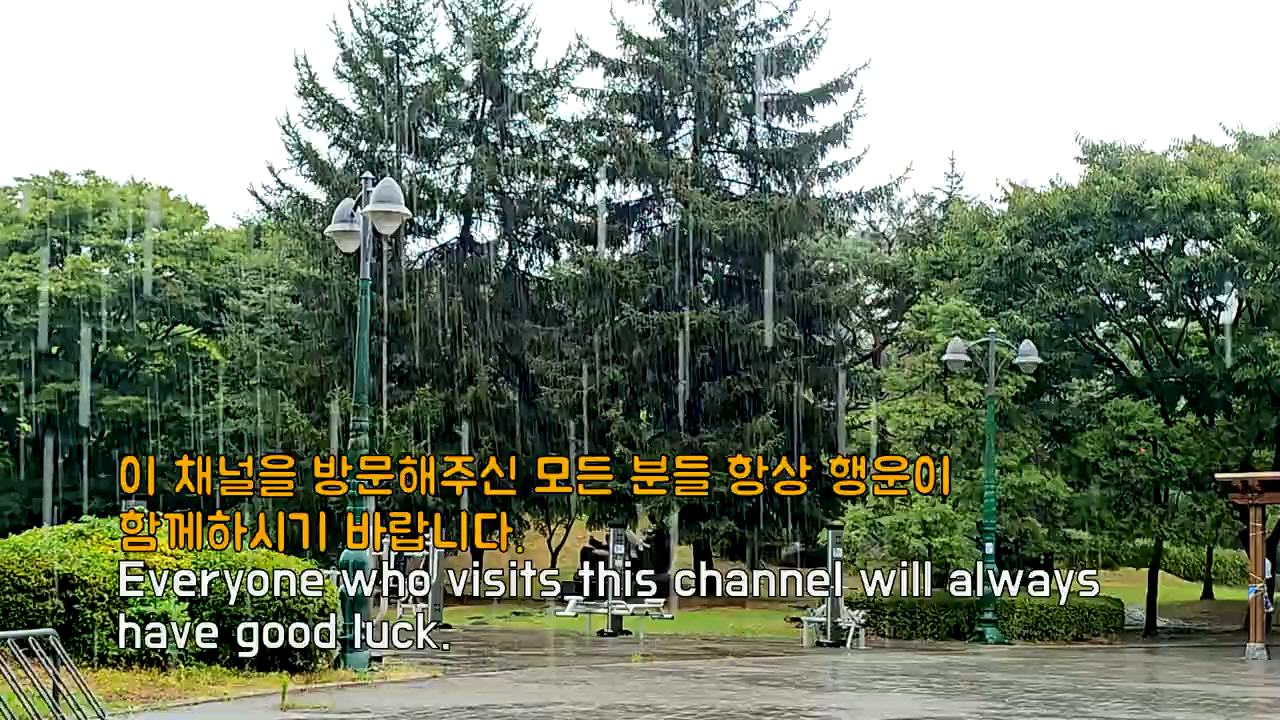 이 채널을 방문해주신 모든 분들 항상 행운이
함께하시기 바랍니다.
Everyone who visits this channel will always
have good luck.